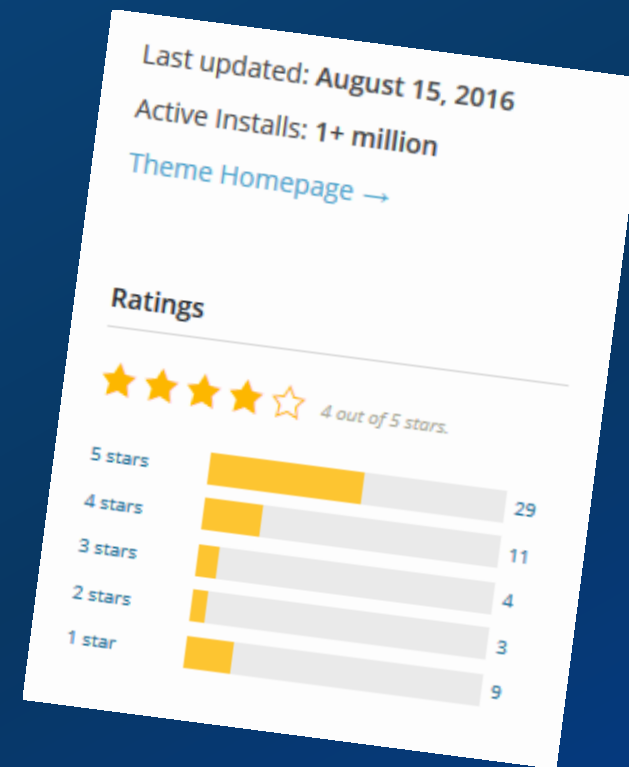 Last updated: August 15, 2016
Active Installs: 1+ million
Theme Homepage →
Ratings
4 out of 5 stars.
5 stars 29
4 stars 11
3 stars 4
2 stars 3
1 star 9